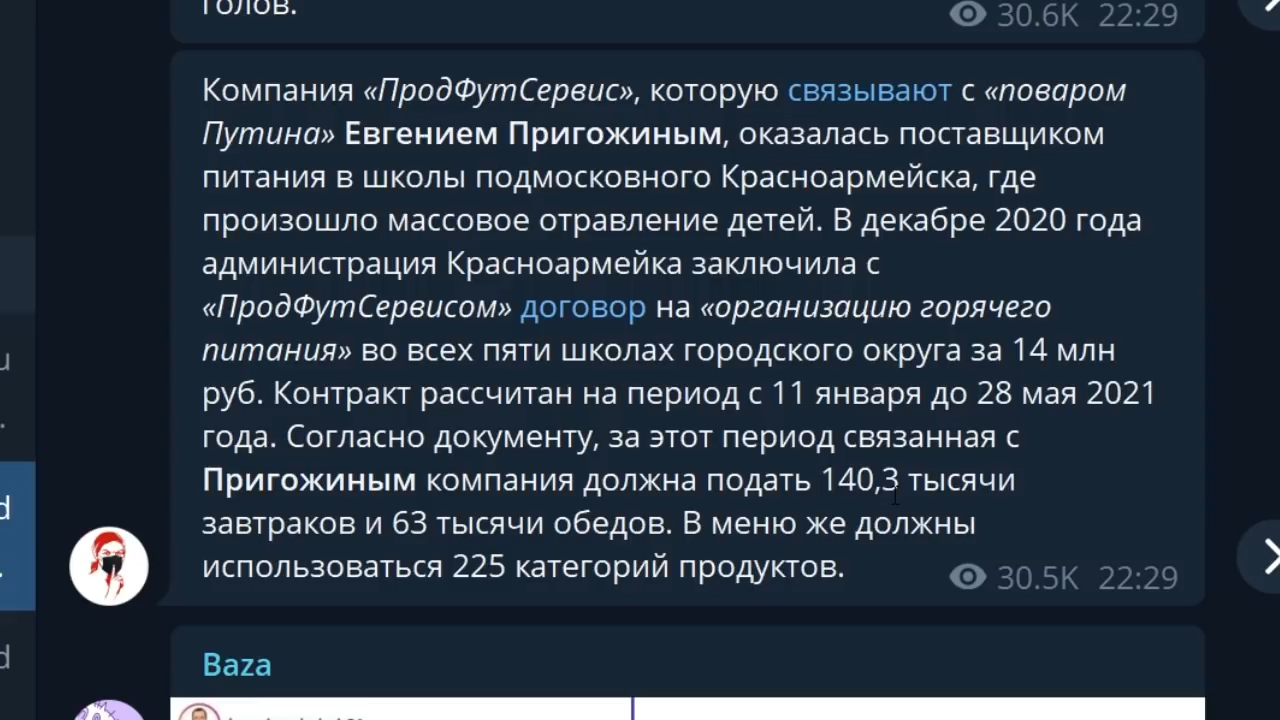 голов.
30.6K 22:29
Компания «ПродФутСервис», которую связывают с «поваром
Путина» Евгением Пригожиным, оказалась поставщиком
питания в школы подмосковного Красноармейска, где
произошло массовое отравление детей. В декабре 2020 года
администрация Красноармейка заключила с
«ПродФутСервисом» договор на «организацию горячего
питания» во всех пяти школах городского округа за 14 млн
руб. Контракт рассчитан на период с 11 января до 28 мая 2021
года. Согласно документу, за этот период связанная с
Пригожиным компания должна подать 140,3 тысячи
завтраков и 63 тысячи обедов. В меню же должны
использоваться 225 категорий продуктов.
30.5K 22:29
Baza